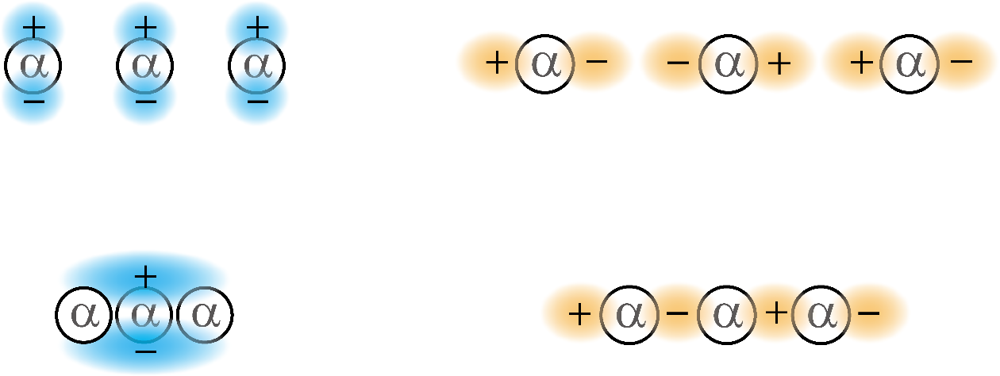 + + +
α α α
− − −
+ α − − α + + α −
+
α α α
−
+ α − α + α −